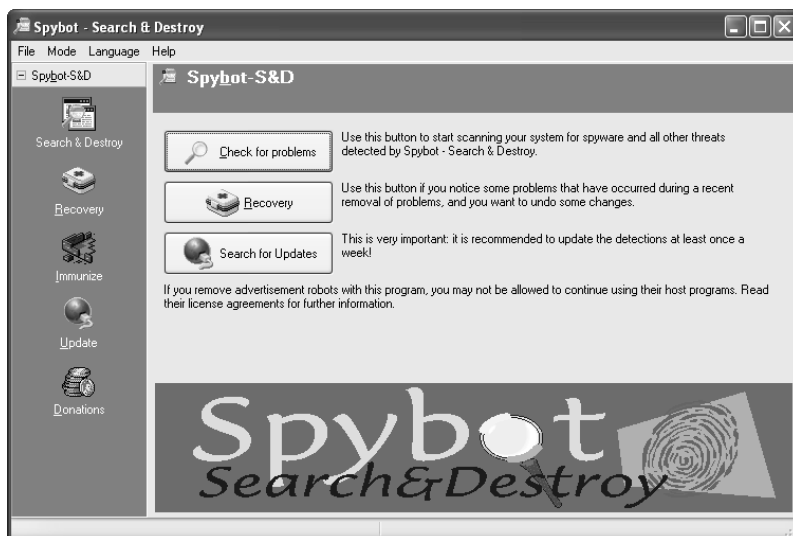 Spybot - Search & Destroy
File Mode Language Help
Spybot-S&D
Spybot-S&D
Search & Destroy
Recovery
Immunize
Update
Donations
Check for problems
Use this button to start scanning your system for spyware and all other threats
detected by Spybot - Search & Destroy.
Recovery
Use this button if you notice some problems that have occurred during a recent
removal of problems, and you want to undo some changes.
Search for Updates
This is very important: it is recommended to update the detections at least once a
week!
If you remove advertisement robots with this program, you may not be allowed to continue using their host programs. Read
their license agreements for further information.
Spybot
Search&Destroy